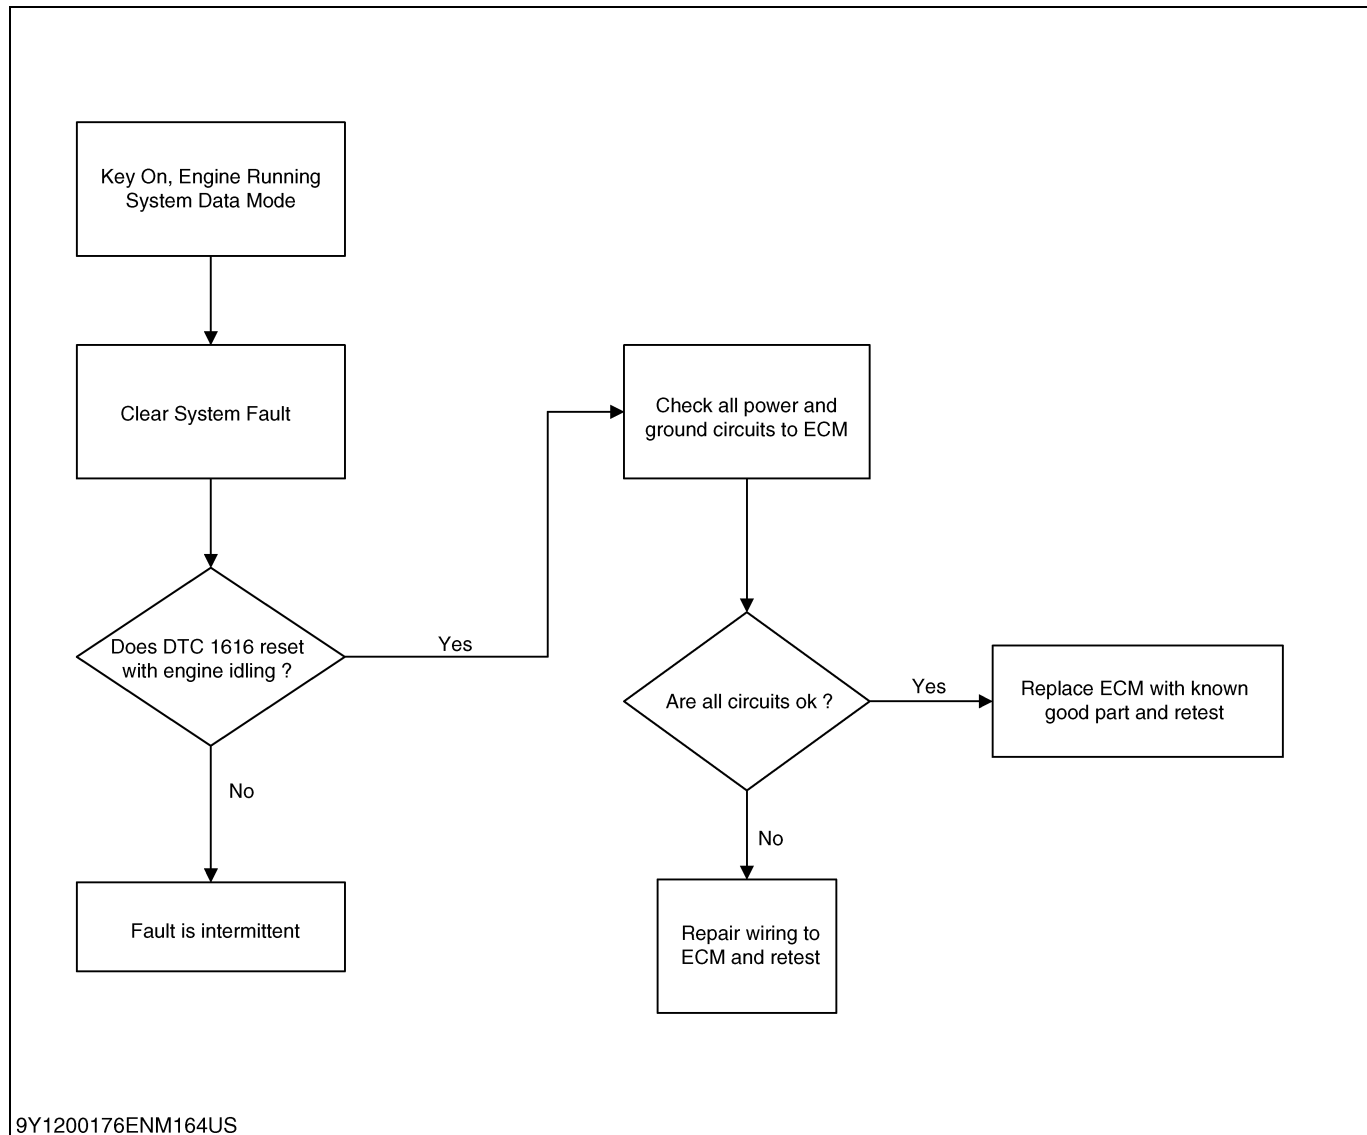 Key On, Engine Running
System Data Mode
Clear System Fault
Does DTC 1616 reset
with engine idling ?
Yes
No
Fault is intermittent
Check all power and
ground circuits to ECM
Are all circuits ok ?
Yes
Replace ECM with known
good part and retest
No
Repair wiring to
ECM and retest
9Y1200176ENM164US